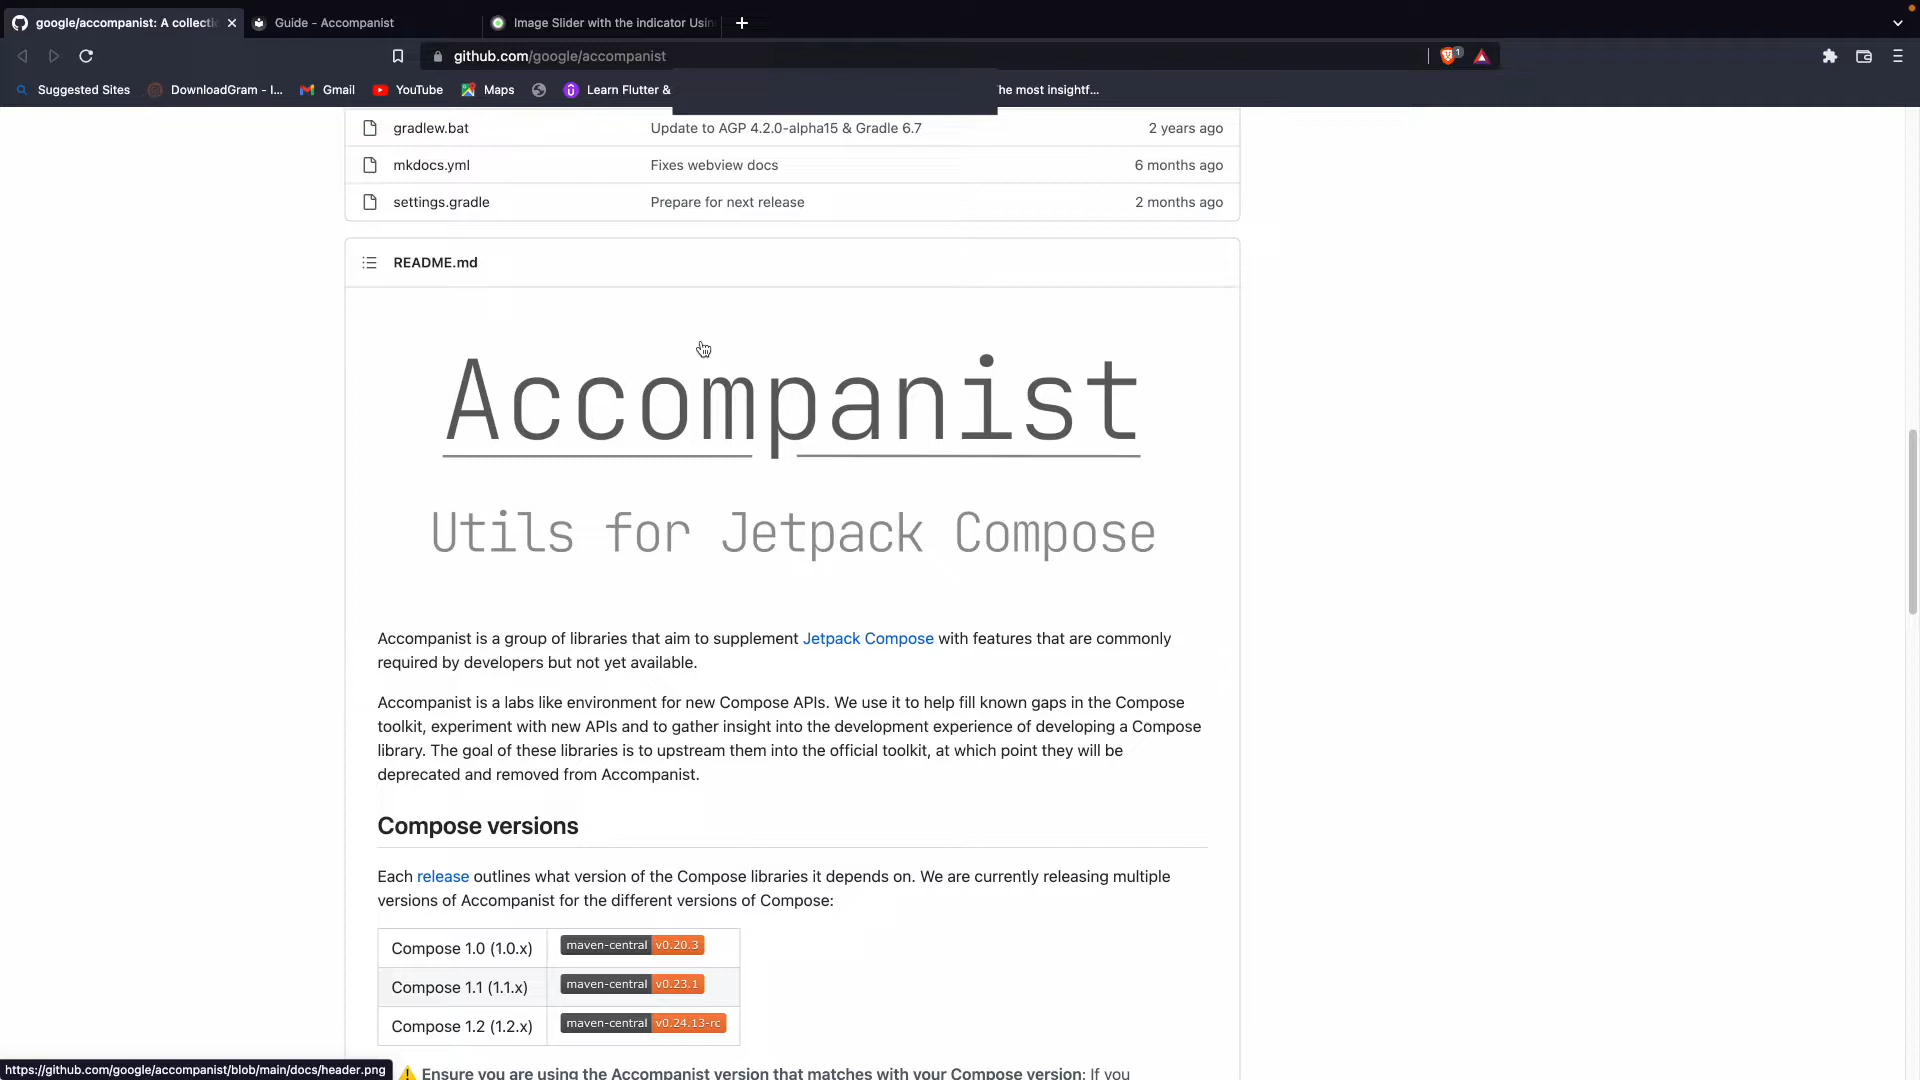 google/accompanist: A collecti
Guide - Accompanist
Image Slider with the indicator Usin
github.com/google/accompanist
1
Suggested Sites
DownloadGram - I...
Gmail
YouTube
Maps
Learn Flutter &
he most insightf...
gradlew.bat Update to AGP 4.2.0-alpha15 & Gradle 6.7 2 years ago
mkdocs.yml Fixes webview docs 6 months ago
settings.gradle Prepare for next release 2 months ago
README.md
Accompanist
Utils for Jetpack Compose
Accompanist is a group of libraries that aim to supplement Jetpack Compose with features that are commonly
required by developers but not yet available.
Accompanist is a labs like environment for new Compose APIs. We use it to help fill known gaps in the Compose
toolkit, experiment with new APIs and to gather insight into the development experience of developing a Compose
library. The goal of these libraries is to upstream them into the official toolkit, at which point they will be
deprecated and removed from Accompanist.
Compose versions
Each release outlines what version of the Compose libraries it depends on. We are currently releasing multiple
versions of Accompanist for the different versions of Compose:
Compose 1.0 (1.0.x) maven-central v0.20.3
Compose 1.1 (1.1.x) maven-central v0.23.1
Compose 1.2 (1.2.x) maven-central v0.24.13-rc
Ensure you are using the Accompanist version that matches with your Compose version: If you
https://github.com/google/accompanist/blob/main/docs/header.png